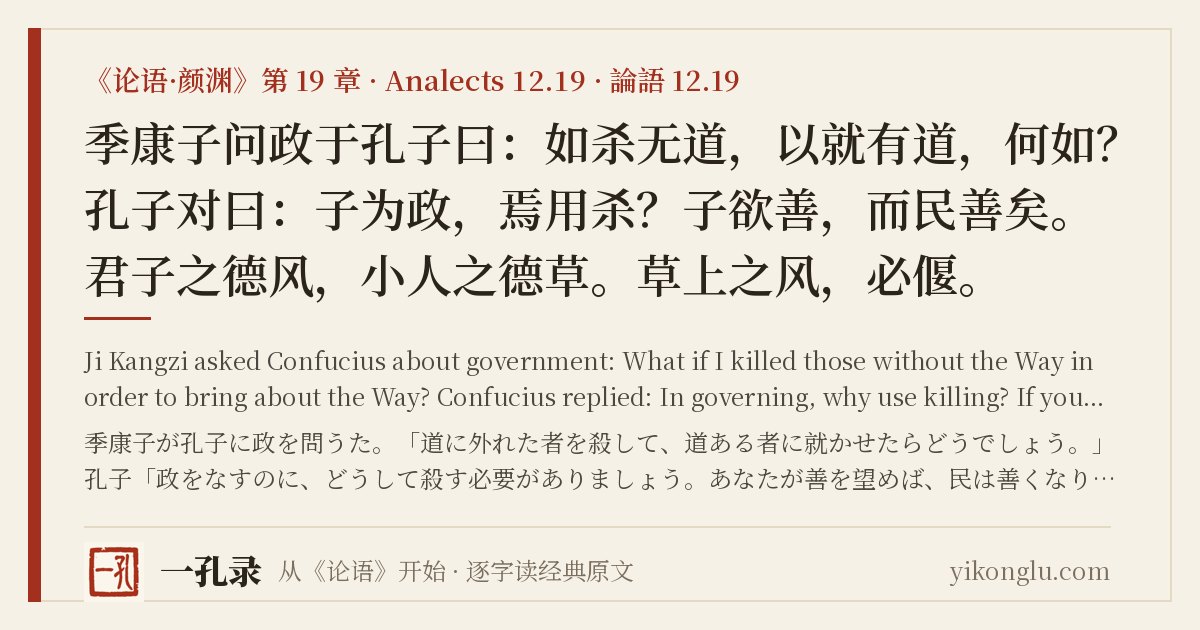 《论语·颜渊》第 19 章 · Analects 12.19 · 論語 12.19
季康子问政于孔子曰：如杀无道，以就有道，何如？
孔子对曰：子为政，焉用杀？子欲善，而民善矣。
君子之德风，小人之德草。草上之风，必偃。
Ji Kangzi asked Confucius about government: What if I killed those without the Way in
order to bring about the Way? Confucius replied: In governing, why use killing? If you...
季康子が孔子に政を問うた。「道に外れた者を殺して、道ある者に就かせたらどうでしょう。」
孔子「政をなすのに、どうして殺す必要がありましょう。あなたが善を望めば、民は善くなり…
一孔
一孔录 从《论语》开始 · 逐字读经典原文 yikonglu.com